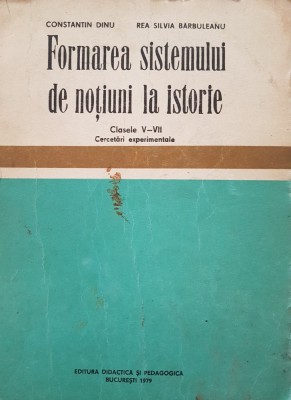 CONSTANTIN DINU REA SILVIA BĂRBULEANU
Formarea sistemului
de noțiuni la istorie
Clasele V—VII
Cercetări experimentale
EDITURA DIDACTICĂ ȘI PEDAGOGICĂ
BUCUREȘTI 1979